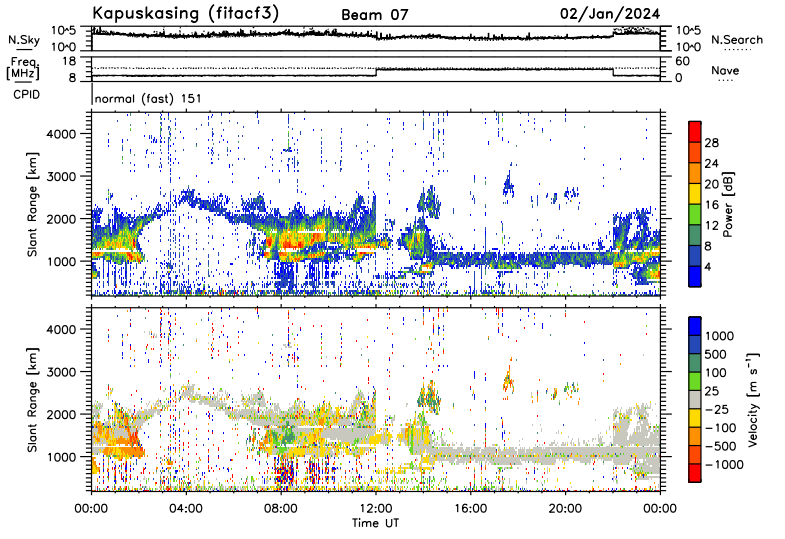 Kapuskasing (fitacf3) Beam 07 02/Jan/2024
N.Sky 10^5 10^0 10^5 10^0 N.Search
Freq. [MHz] 18 8 60 0 Nave
CPID normal (fast) 151
Slant Range [km] 4000 3000 2000 1000
28 24 20 16 12 8 4 Power [dB]
Slant Range [km] 4000 3000 2000 1000
1000 500 100 25 -25 -100 -500 -1000 Velocity [m s^-1]
00:00 04:00 08:00 12:00 16:00 20:00 00:00
Time UT